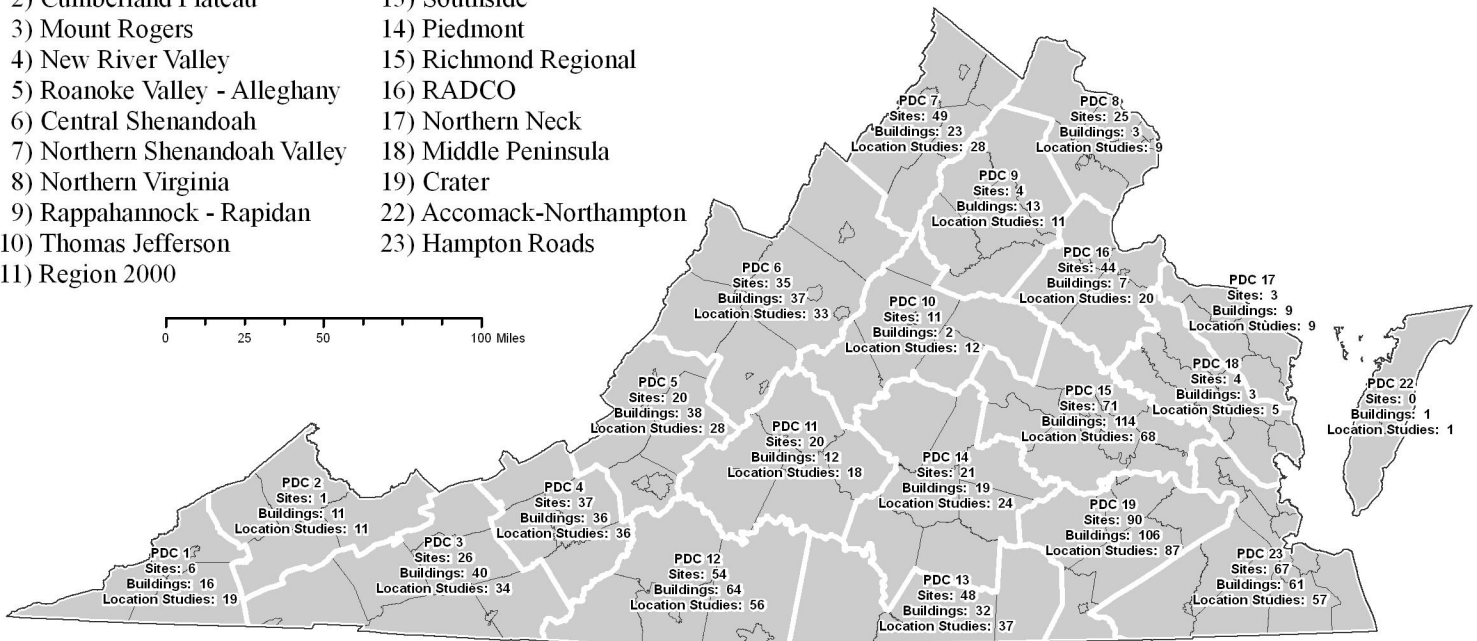 2) Cumberland Plateau
3) Mount Rogers
4) New River Valley
5) Roanoke Valley - Alleghany
6) Central Shenandoah
7) Northern Shenandoah Valley
8) Northern Virginia
9) Rappahannock - Rapidan
10) Thomas Jefferson
11) Region 2000
13) Southside
14) Piedmont
15) Richmond Regional
16) RADCO
17) Northern Neck
18) Middle Peninsula
19) Crater
22) Accomack-Northampton
23) Hampton Roads
0 25 50 100 Miles
PDC 7
Sites: 49
Buildings: 23
Location Studies: 28
PDC 8
Sites: 25
Buildings: 3
Location Studies: 9
PDC 9
Sites: 4
Buldings: 13
Location Studies: 11
PDC 6
Sites: 35
Buildings: 37
Location Studies: 33
PDC 10
Sites: 11
Buildings: 2
Location Studies: 12
PDC 16
Sites: 44
Buildings: 7
Location Studies: 20
PDC 17
Sites: 3
Buildings: 9
Location Studies: 9
PDC 18
Sites: 4
Buildings: 3
Location Studies: 5
PDC 22
Sites: 0
Buildings: 1
Location Studies: 1
PDC 5
Sites: 20
Buildings: 38
Location Studies: 28
PDC 11
Sites: 20
Buildings: 12
Location Studies: 18
PDC 15
Sites: 71
Buildings: 114
Location Studies: 68
PDC 14
Sites: 21
Buildings: 19
Location Studies: 24
PDC 2
Sites: 1
Buildings: 11
Location Studies: 11
PDC 4
Sites: 37
Buildings: 36
Location Studies: 36
PDC 19
Sites: 90
Buildings: 106
Location Studies: 87
PDC 1
Sites: 6
Buildings: 16
Location Studies: 19
PDC 3
Sites: 26
Buildings: 40
Location Studies: 34
PDC 12
Sites: 54
Buildings: 64
Location Studies: 56
PDC 13
Sites: 48
Buildings: 32
Location Studies: 37
PDC 23
Sites: 67
Buildings: 61
Location Studies: 57